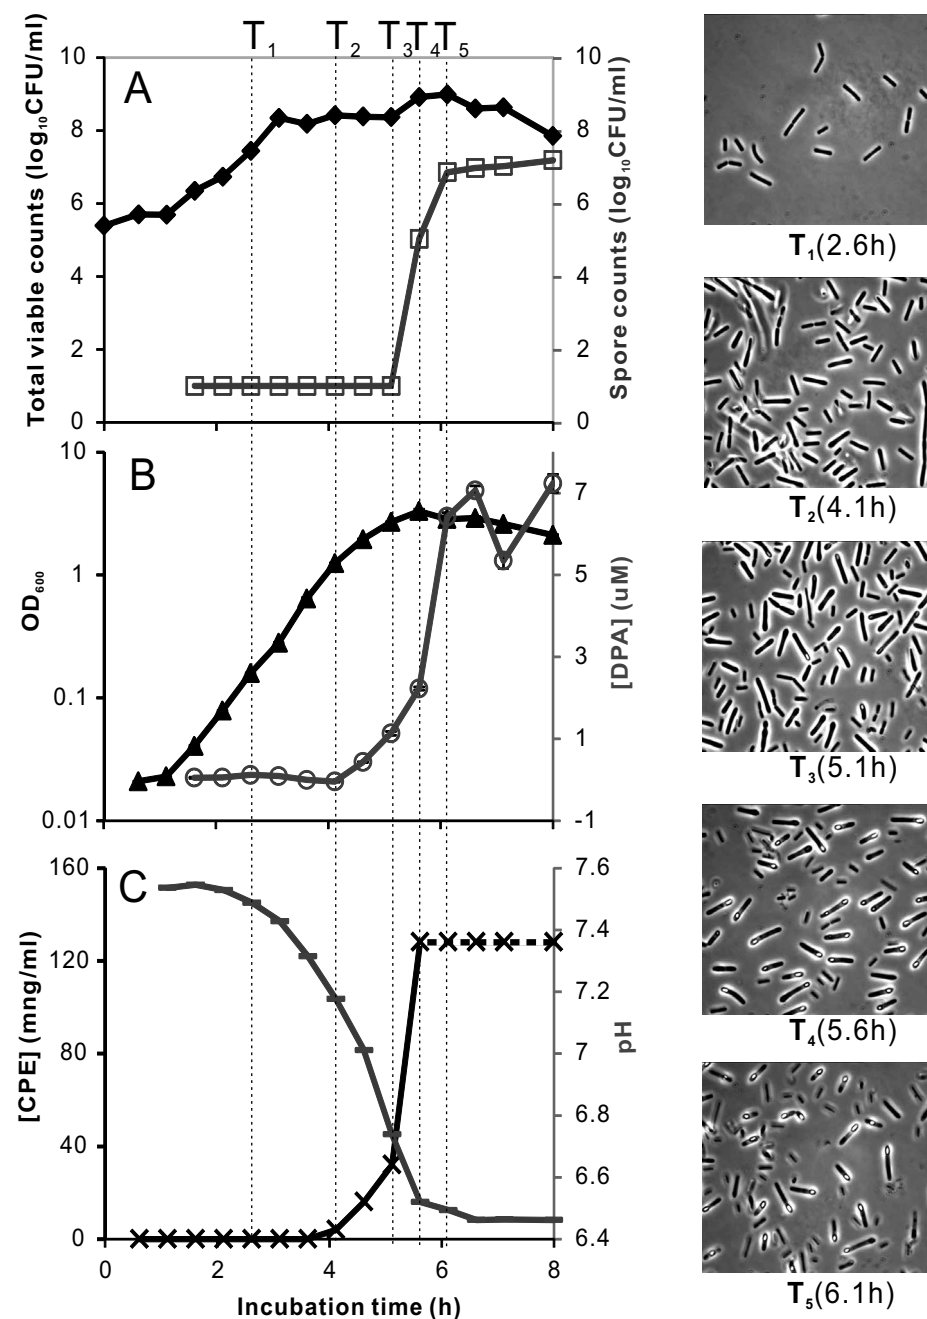 T1 T2 T3 T4 T5
A
Total viable counts (log10CFU/ml)
10
8
6
4
2
0
Spore counts (log10CFU/ml)
10
8
6
4
2
0
B
OD600
10
1
0.1
0.01
[DPA] (uM)
7
5
3
1
-1
C
[CPE] (mng/ml)
160
120
80
40
0
pH
7.6
7.4
7.2
7
6.8
6.6
6.4
0 2 4 6 8
Incubation time (h)
T1(2.6h)
T2(4.1h)
T3(5.1h)
T4(5.6h)
T5(6.1h)